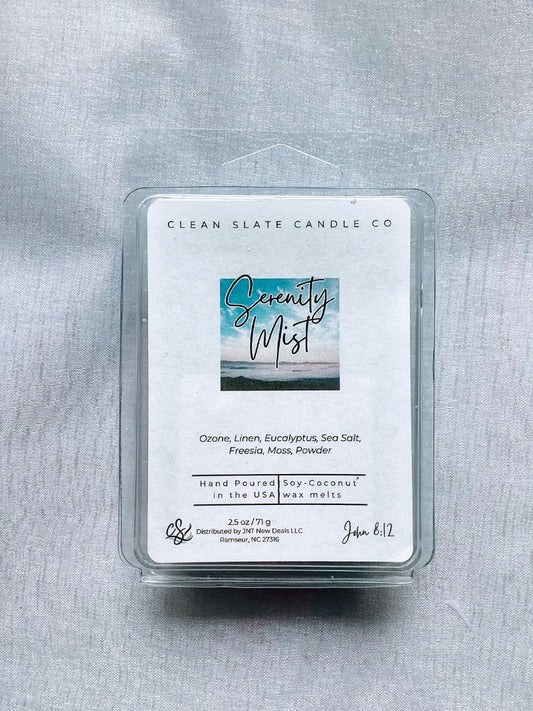 CLEAN SLATE CANDLE CO
Serenity
Mist
Ozone, Linen, Eucalyptus, Sea Salt,
Freesia, Moss, Powder
Hand Poured
in the USA
Soy-Coconut*
wax melts
CSC
2.5 oz / 71 g
Distributed by JNT New Deals LLC
Ramseur, NC 27316
John 8:12